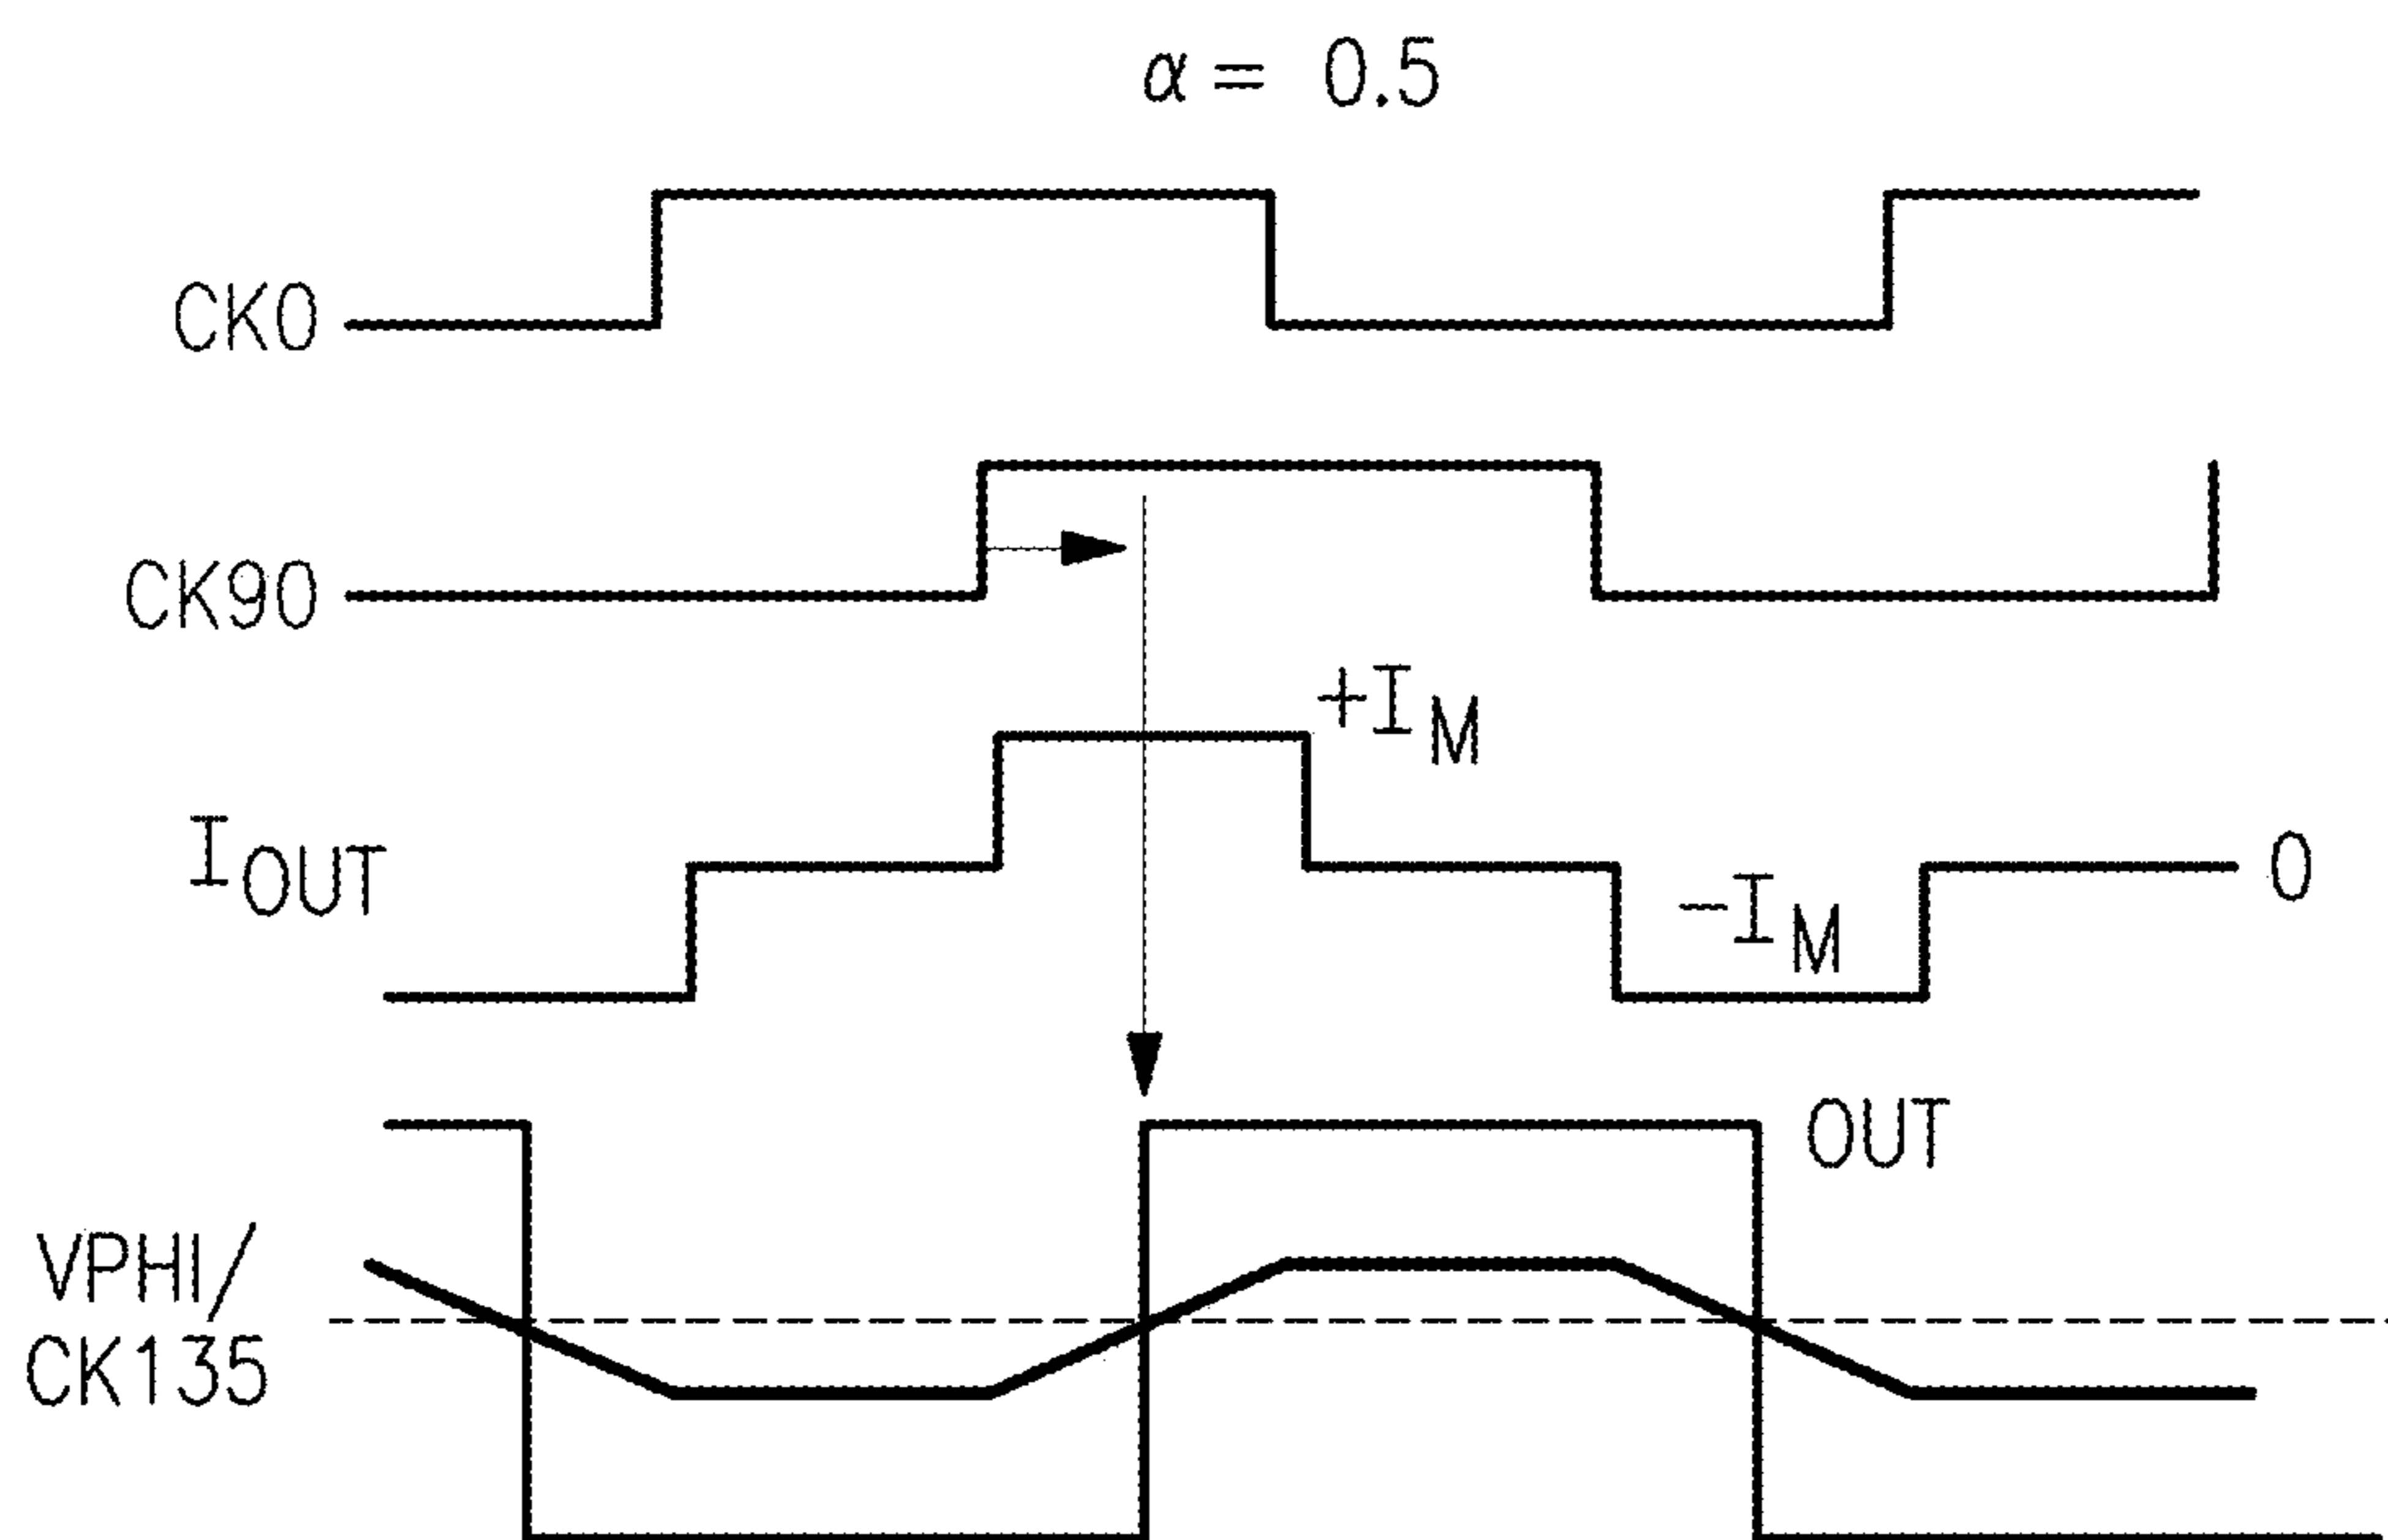 α = 0.5
CK0
CK90
+IM
IOUT
0
-IM
OUT
VPHI/
CK135